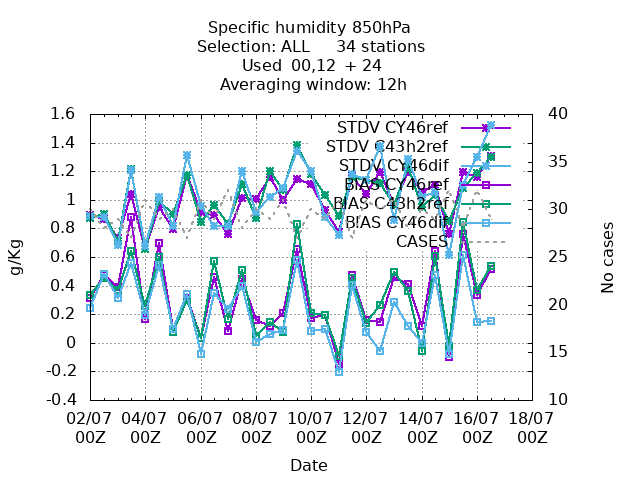 Specific humidity 850hPa
Selection: ALL 34 stations
Used 00,12 + 24
Averaging window: 12h
1.6
1.4
1.2
1
0.8
0.6
0.4
0.2
0
-0.2
-0.4
g/Kg
40
35
30
25
20
15
10
No cases
STDV CY46ref
STDV C43h2ref
STDV CY46dif
BIAS CY46ref
BIAS C43h2ref
BIAS CY46dif
CASES
02/07 04/07 06/07 08/07 10/07 12/07 14/07 16/07 18/07
00Z 00Z 00Z 00Z 00Z 00Z 00Z 00Z 00Z
Date